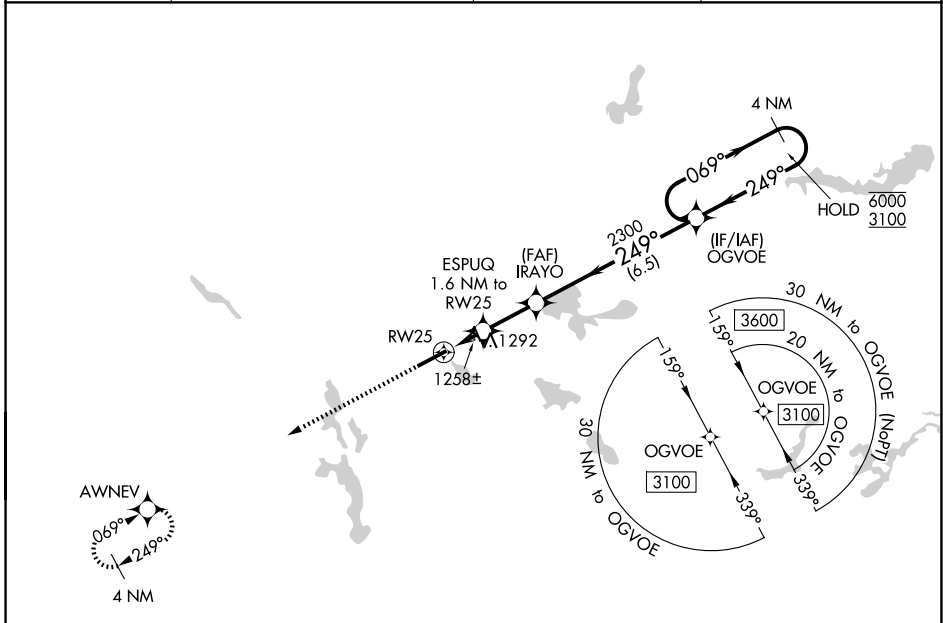 4 NM
069°
249°
HOLD
6000
3100
2300
249°
(6.5)
(IF/IAF)
OGVOE
(FAF)
IRAYO
ESPUQ
1.6 NM to
RW25
RW25
1292
1258±
30 NM to OGVOE (NoPT)
159°
3600
20 NM to OGVOE
OGVOE
3100
339°
159°
OGVOE
3100
30 NM to OGVOE
339°
AWNEV
069°
249°
4 NM